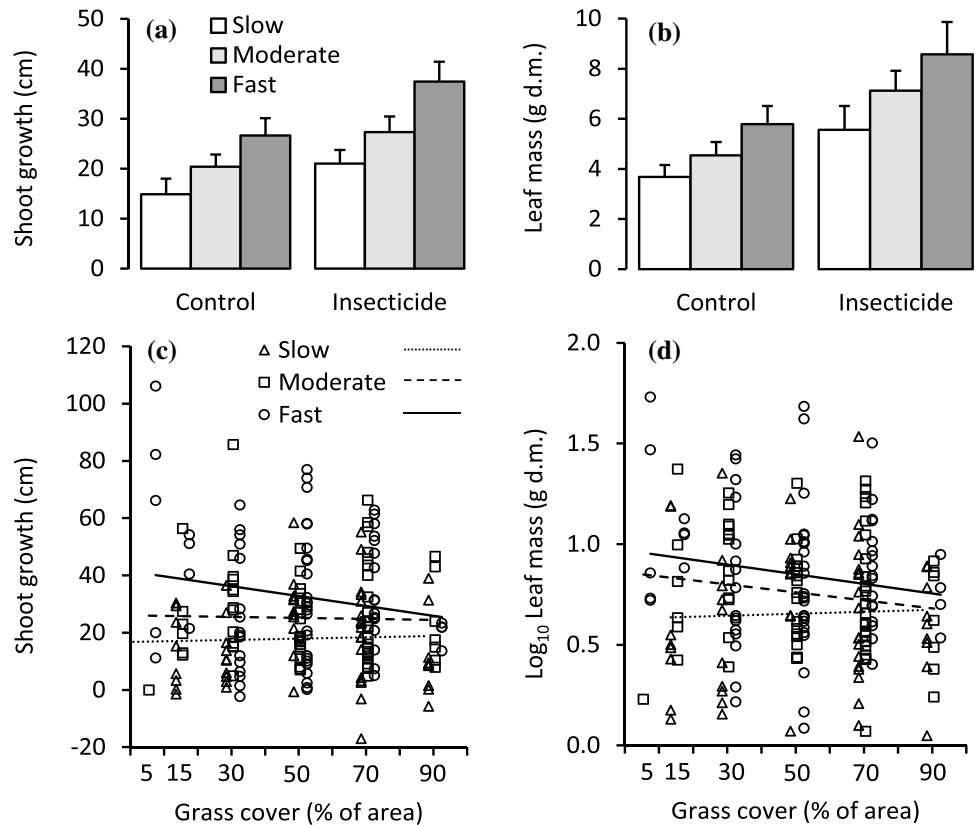 (a)
Slow
Moderate
Fast
Shoot growth (cm)
50
40
30
20
10
0
Control Insecticide
(b)
Leaf mass (g d.m.)
10
8
6
4
2
0
Control Insecticide
(c)
Slow
Moderate
Fast
Shoot growth (cm)
120
100
80
60
40
20
0
-20
5 15 30 50 70 90
Grass cover (% of area)
(d)
Log10 Leaf mass (g d.m.)
2.0
1.5
1.0
0.5
0.0
5 15 30 50 70 90
Grass cover (% of area)